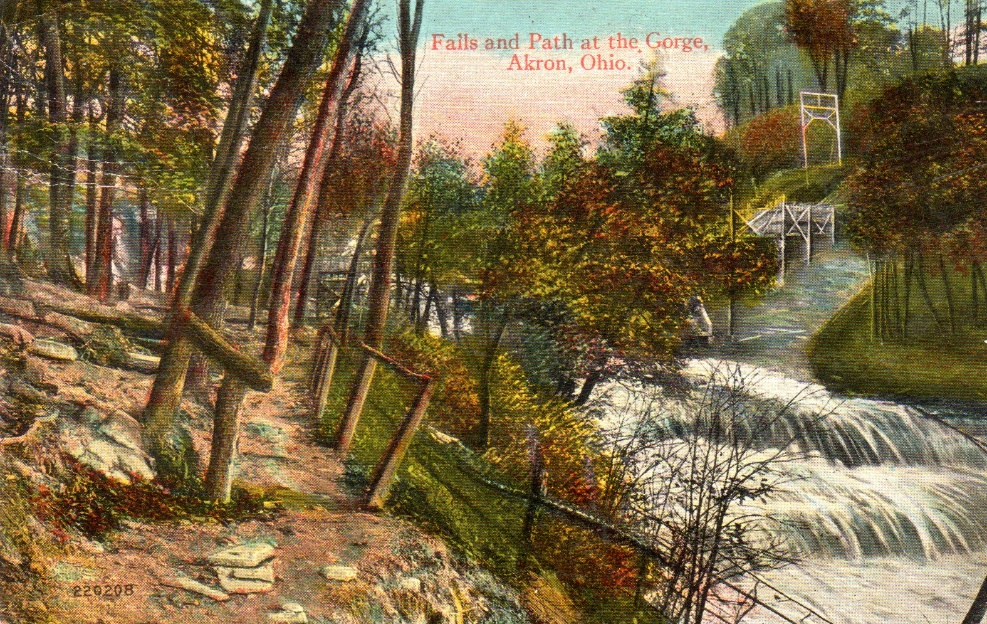 Falls and Path at the Gorge,
Akron, Ohio.
220208